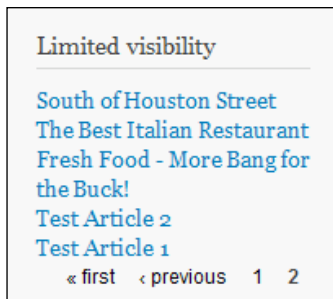 Limited visibility
South of Houston Street
The Best Italian Restaurant
Fresh Food - More Bang for
the Buck!
Test Article 2
Test Article 1
« first ‹ previous 1 2